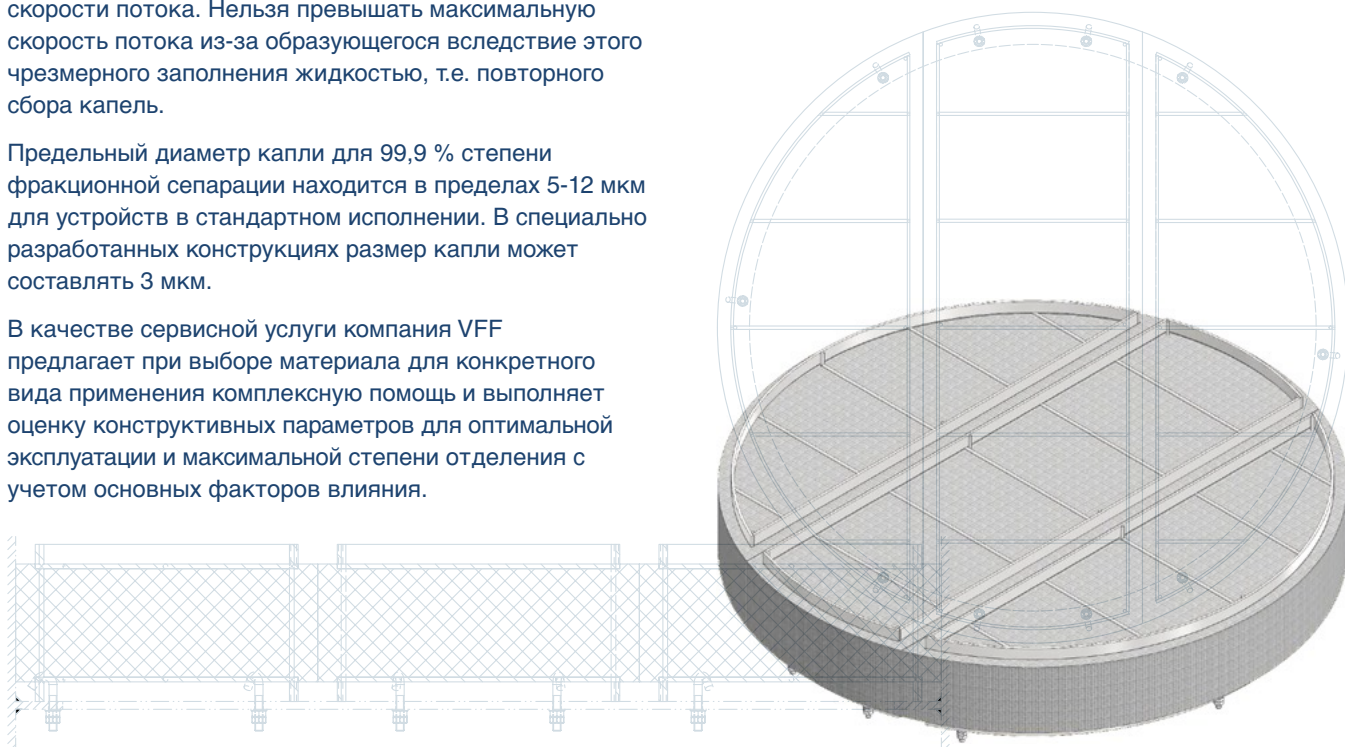 скорости потока. Нельзя превышать максимальную
скорость потока из-за образующегося вследствие этого
чрезмерного заполнения жидкостью, т.е. повторного
сбора капель.
Предельный диаметр капли для 99,9 % степени
фракционной сепарации находится в пределах 5-12 мкм
для устройств в стандартном исполнении. В специально
разработанных конструкциях размер капли может
составлять 3 мкм.
В качестве сервисной услуги компания VFF
предлагает при выборе материала для конкретного
вида применения комплексную помощь и выполняет
оценку конструктивных параметров для оптимальной
эксплуатации и максимальной степени отделения с
учетом основных факторов влияния.